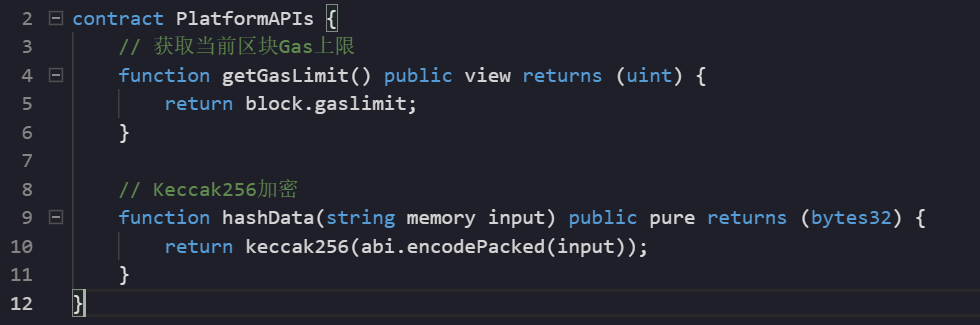 2 contract PlatformAPIs {
3 // 获取当前区块Gas上限
4 function getGasLimit() public view returns (uint) {
5 return block.gaslimit;
6 }
7
8 // Keccak256加密
9 function hashData(string memory input) public pure returns (bytes32) {
10 return keccak256(abi.encodePacked(input));
11 }
12 }